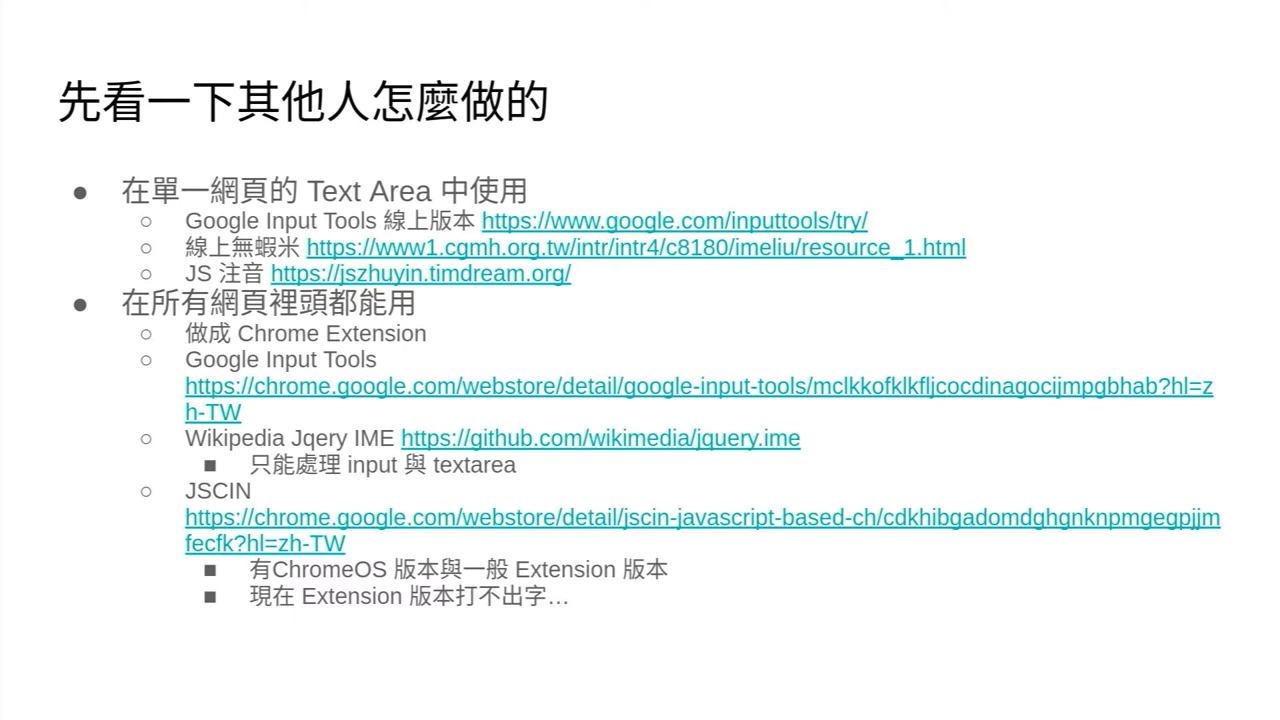 先看一下其他人怎麼做的
● 在單一網頁的 Text Area 中使用
○ Google Input Tools 線上版本 https://www.google.com/inputtools/try/
○ 線上無蝦米 https://www1.cgmh.org.tw/intr/intr4/c8180/imeliu/resource_1.html
○ JS 注音 https://jszhuyin.timdream.org/
● 在所有網頁裡頭都能用
○ 做成 Chrome Extension
○ Google Input Tools
https://chrome.google.com/webstore/detail/google-input-tools/mclkkofklkfljcocdinagocijmpgbhab?hl=z
h-TW
○ Wikipedia Jqery IME https://github.com/wikimedia/jquery.ime
■ 只能處理 input 與 textarea
○ JSCIN
https://chrome.google.com/webstore/detail/jscin-javascript-based-ch/cdkhibgadomdghgnknpmgegpjjm
fecfk?hl=zh-TW
■ 有ChromeOS 版本與一般 Extension 版本
■ 現在 Extension 版本打不出字…